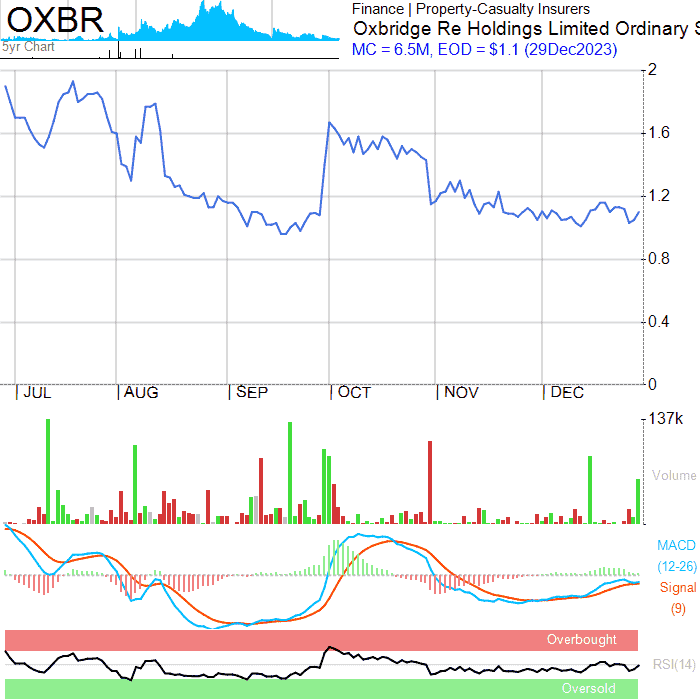 OXBR
5yr Chart
Finance | Property-Casualty Insurers
Oxbridge Re Holdings Limited Ordinary S
MC = 6.5M, EOD = $1.1 (29Dec2023)
2
1.6
1.2
0.8
0.4
0
JUL AUG SEP OCT NOV DEC
137k
Volume
MACD
(12-26)
Signal
(9)
Overbought
RSI(14)
Oversold